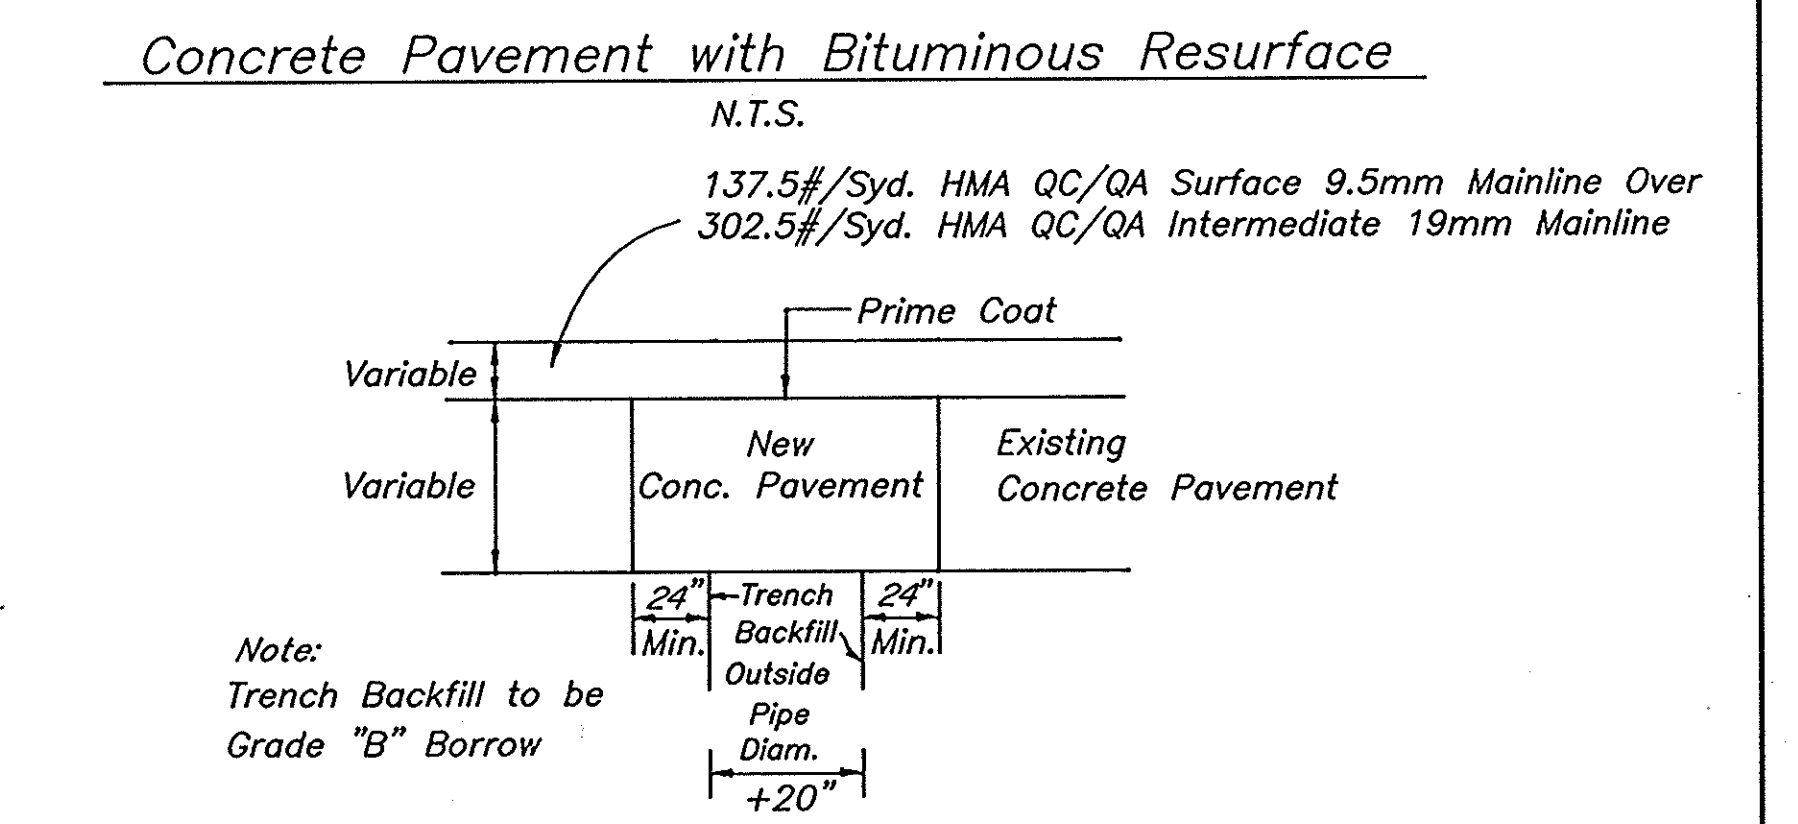 Concrete Pavement with Bituminous Resurface
N.T.S.
137.5#/Syd. HMA QC/QA Surface 9.5mm Mainline Over
302.5#/Syd. HMA QC/QA Intermediate 19mm Mainline
Prime Coat
Variable
New
Conc. Pavement
Existing
Concrete Pavement
Variable
24"
Min.
Trench
Backfill
24"
Min.
Outside
Pipe
Diam.
+20"
Note:
Trench Backfill to be
Grade "B" Borrow